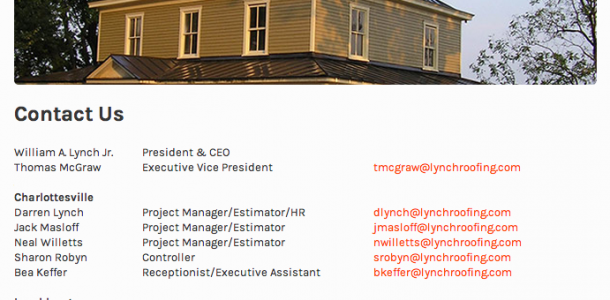 Contact Us
William A. Lynch Jr. President & CEO
Thomas McGraw Executive Vice President tmcgraw@lynchroofing.com
Charlottesville
Darren Lynch Project Manager/Estimator/HR dlynch@lynchroofing.com
Jack Masloff Project Manager/Estimator jmasloff@lynchroofing.com
Neal Willetts Project Manager/Estimator nwilletts@lynchroofing.com
Sharon Robyn Controller srobyn@lynchroofing.com
Bea Keffer Receptionist/Executive Assistant bkeffer@lynchroofing.com